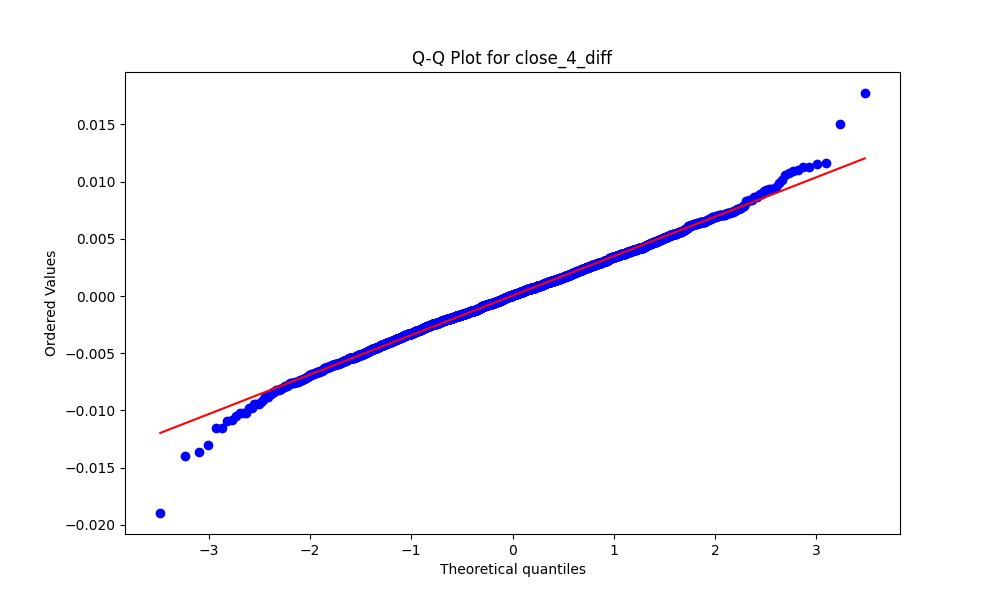 Q-Q Plot for close_4_diff
0.015
0.010
0.005
0.000
−0.005
−0.010
−0.015
−0.020
Ordered Values
−3 −2 −1 0 1 2 3
Theoretical quantiles